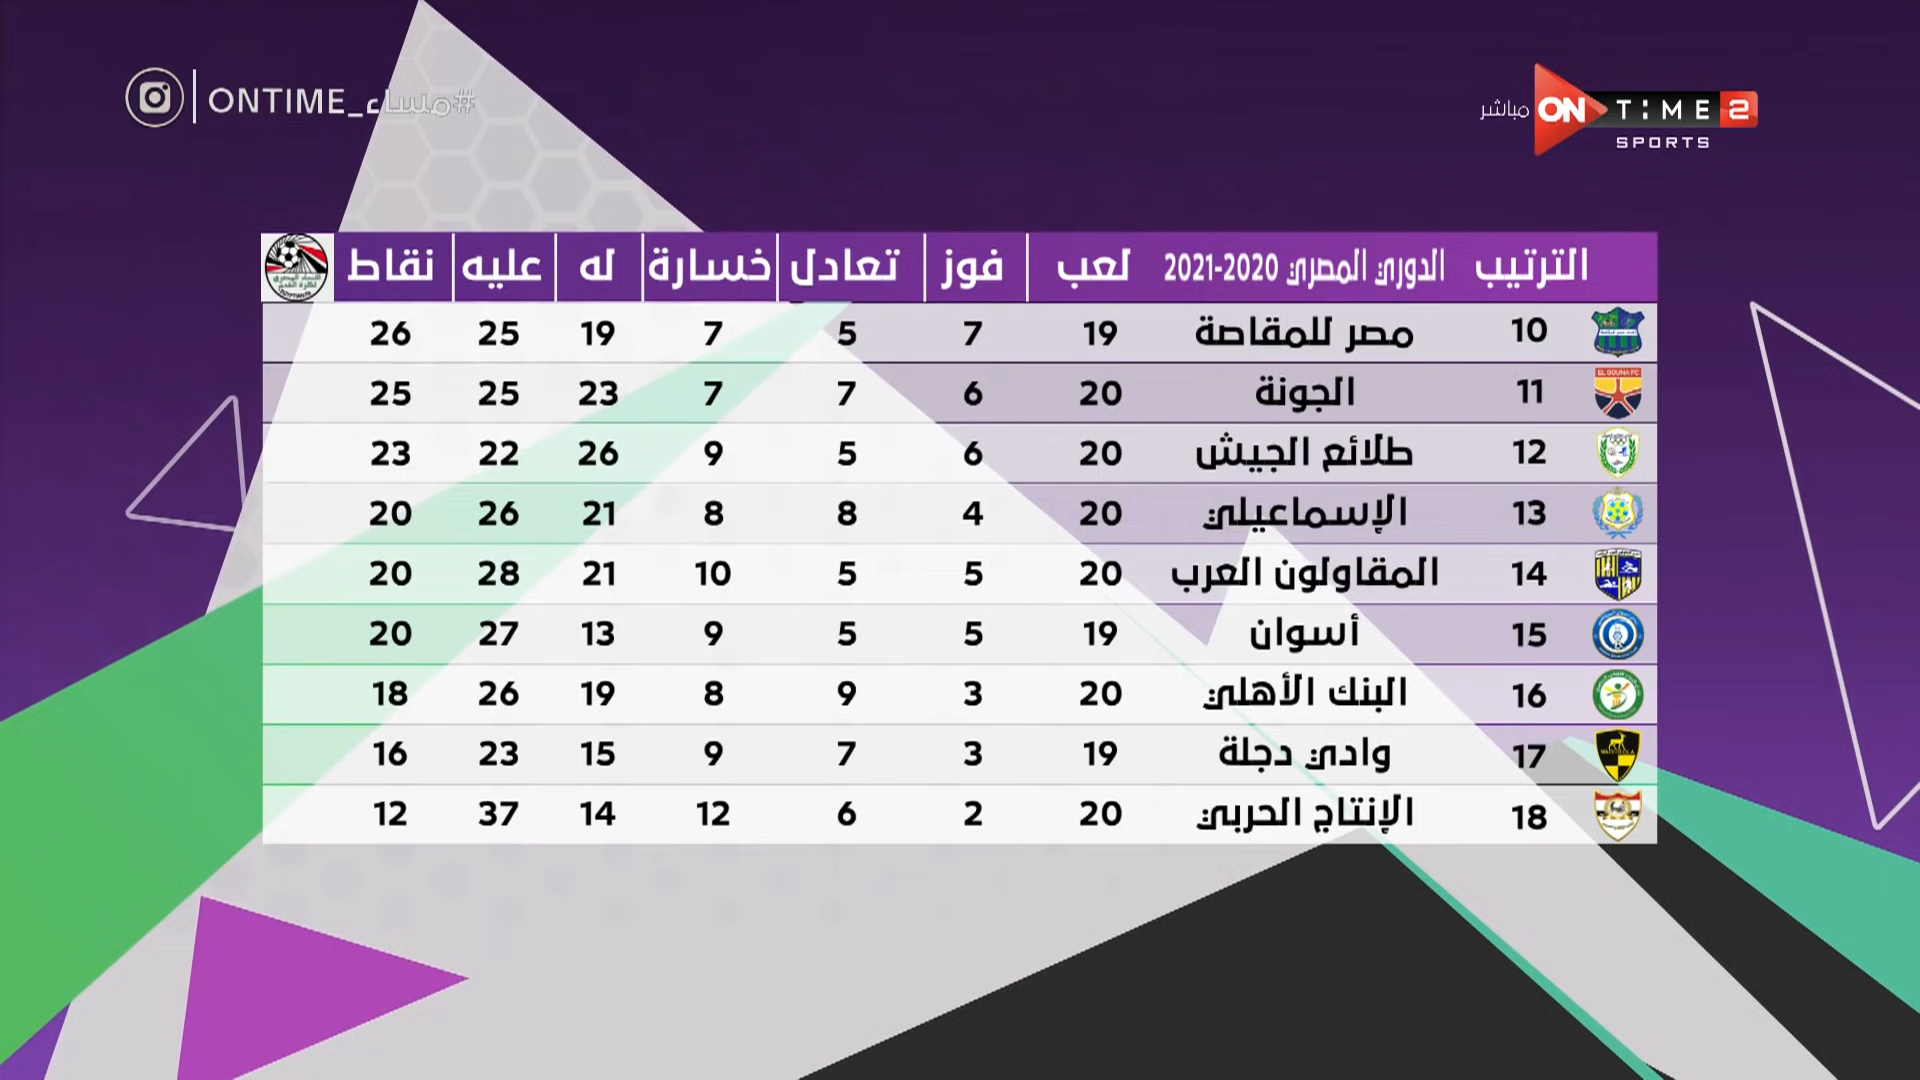 #مساء_ONTIME
مباشر ON TIME 2
SPORTS
الترتيب الدوري المصري 2020-2021 لعب فوز تعادل خسارة له عليه نقاط
10 مصر للمقاصة 19 7 5 7 19 25 26
11 الجونة 20 6 7 7 23 25 25
12 طلائع الجيش 20 6 5 9 26 22 23
13 الإسماعيلي 20 4 8 8 21 26 20
14 المقاولون العرب 20 5 5 10 21 28 20
15 أسوان 19 5 5 9 13 27 20
16 البنك الأهلي 20 3 9 8 19 26 18
17 وادي دجلة 19 3 7 9 15 23 16
18 الإنتاج الحربي 20 2 6 12 14 37 12
EL GOUNA FC